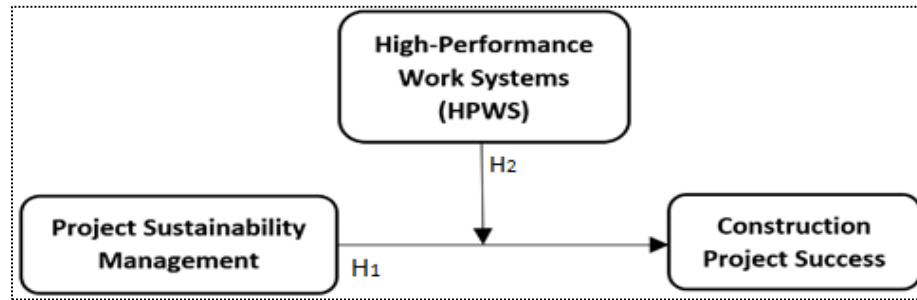 High-Performance
Work Systems
(HPWS)
H2
Project Sustainability
Management
H1
Construction
Project Success